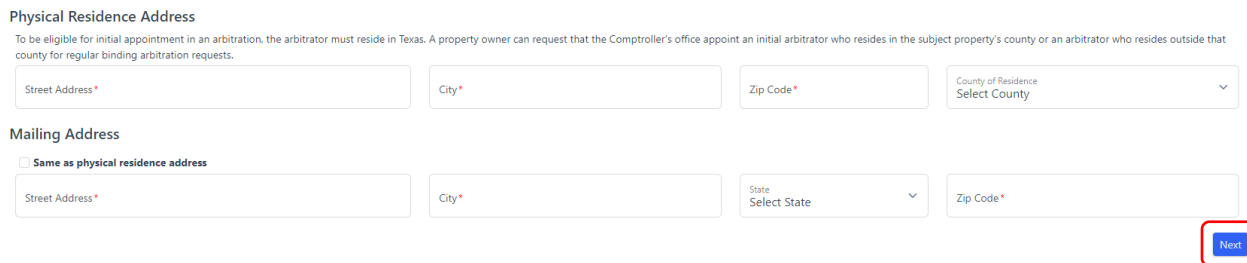 Physical Residence Address
To be eligible for initial appointment in an arbitration, the arbitrator must reside in Texas. A property owner can request that the Comptroller's office appoint an initial arbitrator who resides in the subject property's county or an arbitrator who resides outside that
county for regular binding arbitration requests.
Street Address* City* Zip Code* County of Residence
Select County
Mailing Address
Same as physical residence address
Street Address* City* State
Select State Zip Code*
Next